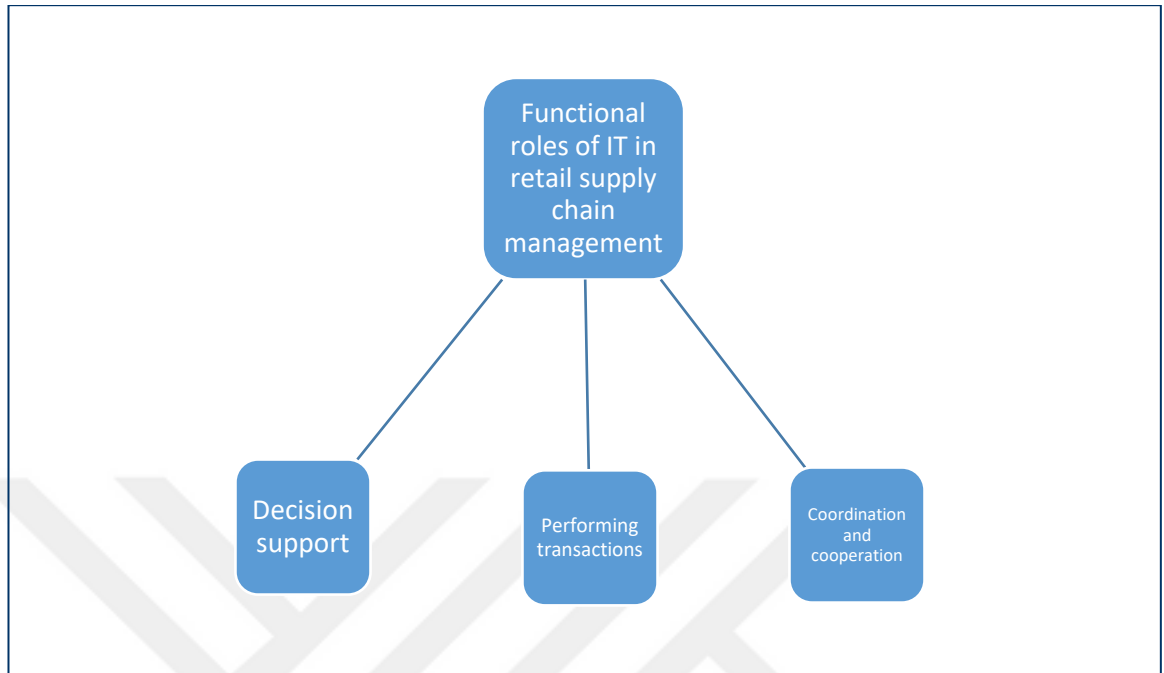 Functional
roles of IT in
retail supply
chain
management
Decision
support
Performing
transactions
Coordination
and
cooperation